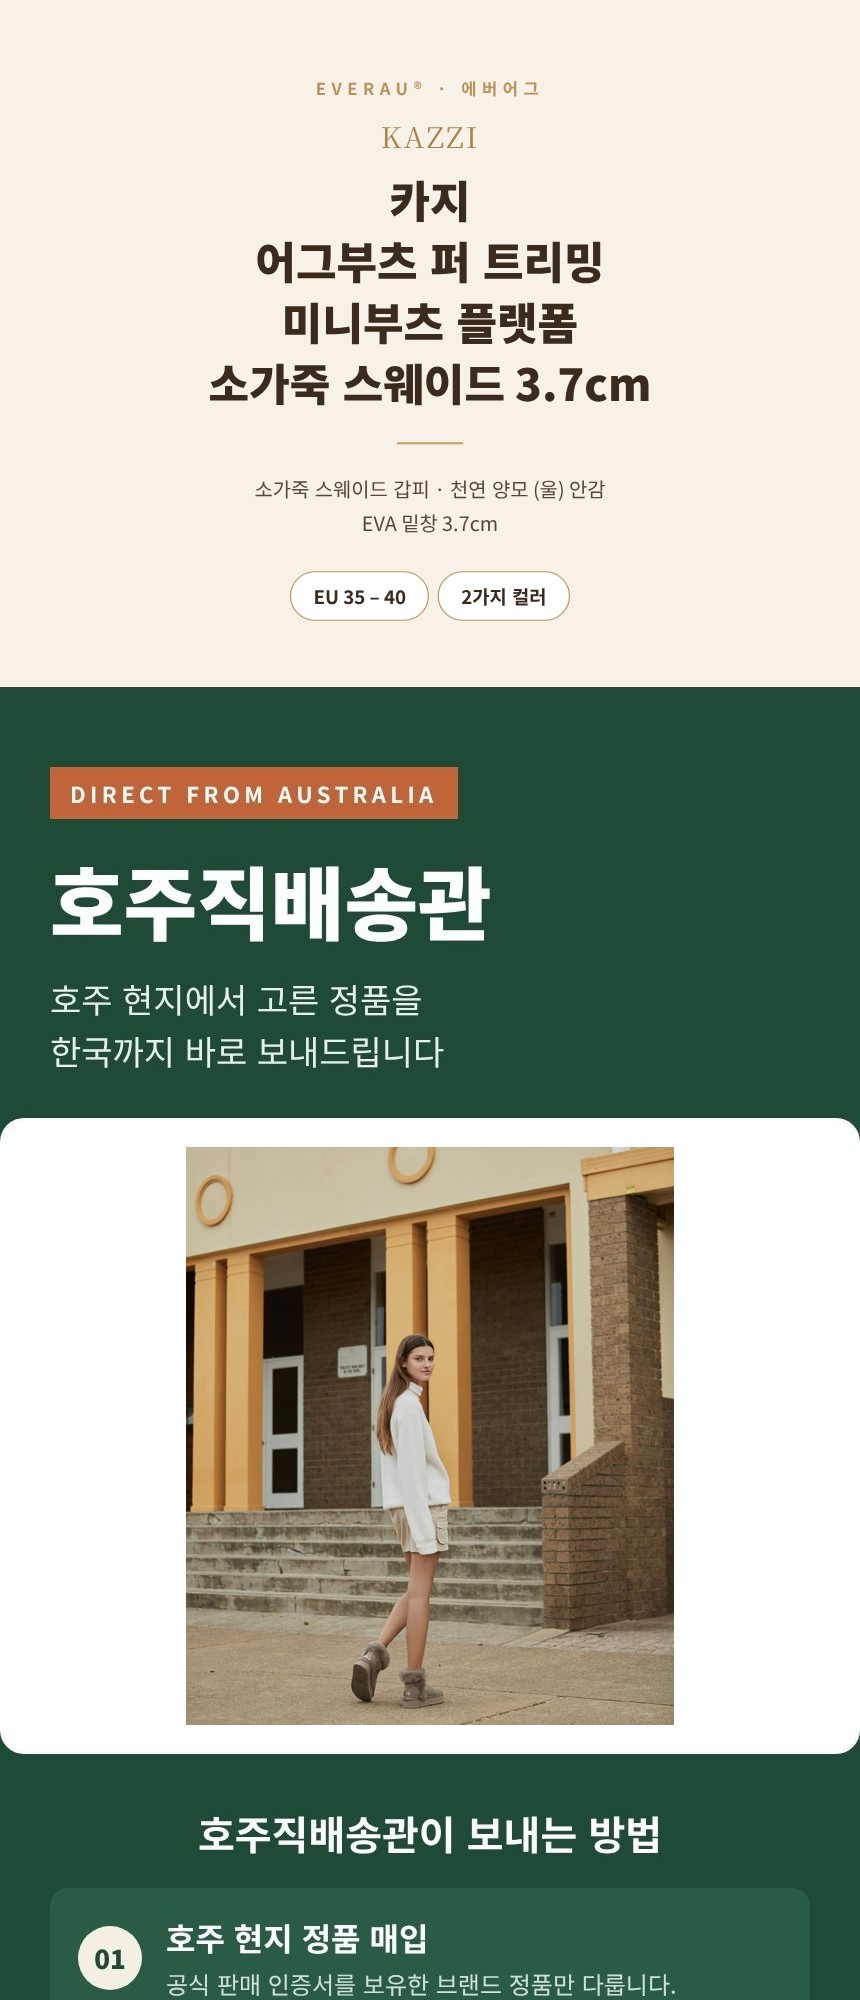 EVERAU® · 에버어그
KAZZI
카지
어그부츠 퍼 트리밍
미니부츠 플랫폼
소가죽 스웨이드 3.7cm
소가죽 스웨이드 갑피 · 천연 양모 (울) 안감
EVA 밑창 3.7cm
EU 35 – 40
2가지 컬러
DIRECT FROM AUSTRALIA
호주직배송관
호주 현지에서 고른 정품을
한국까지 바로 보내드립니다
호주직배송관이 보내는 방법
01
호주 현지 정품 매입
공식 판매 인증서를 보유한 브랜드 정품만 다룹니다.